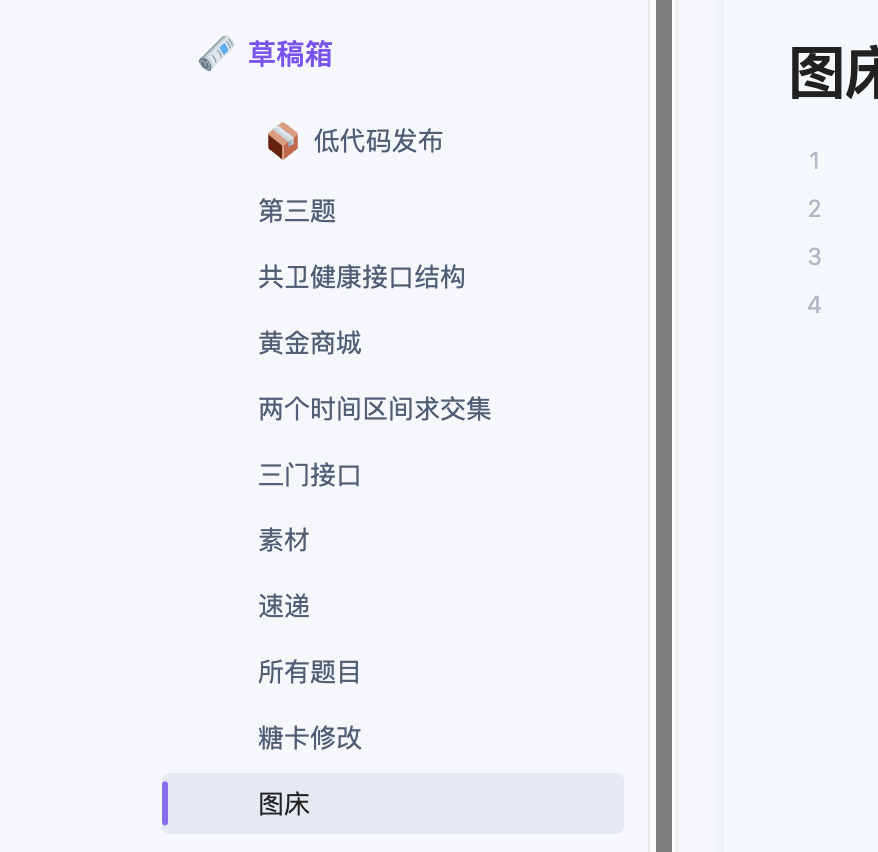 草稿箱
低代码发布
第三题
共卫健康接口结构
黄金商城
两个时间区间求交集
三门接口
素材
速递
所有题目
糖卡修改
图床
图床
1
2
3
4